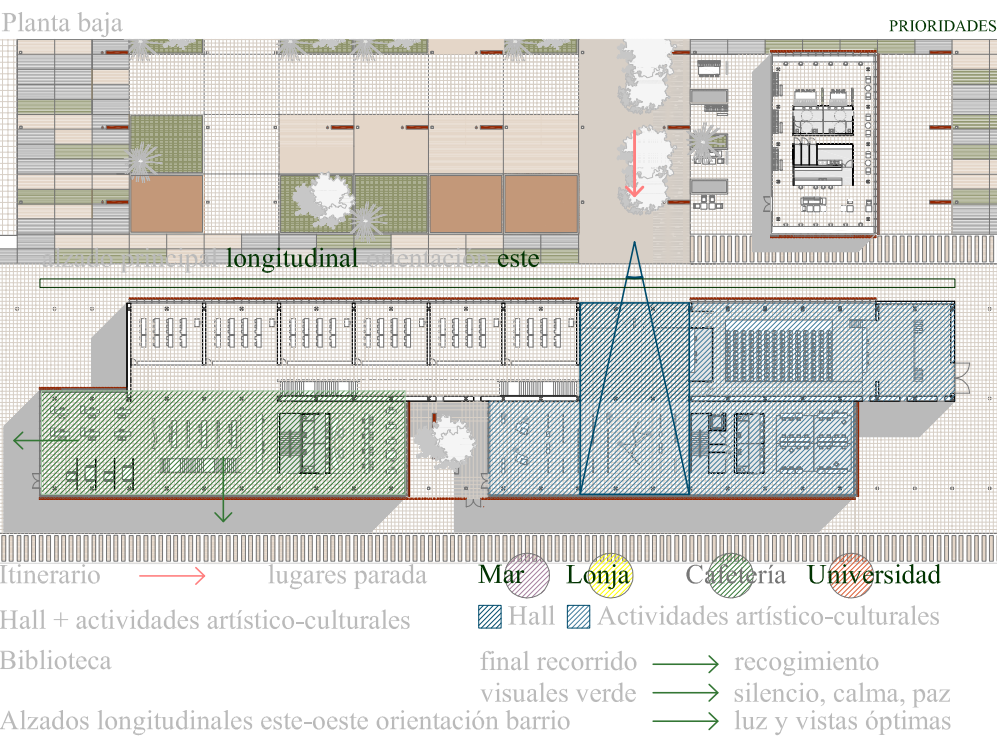 Planta baja
PRIORIDADES
alzado principal longitudinal orientación este
Itinerario lugares parada Mar Lonja Cafetería Universidad
Hall + actividades artístico-culturales Hall Actividades artístico-culturales
Biblioteca final recorrido recogimiento
visuales verde silencio, calma, paz
Alzados longitudinales este-oeste orientación barrio luz y vistas óptimas